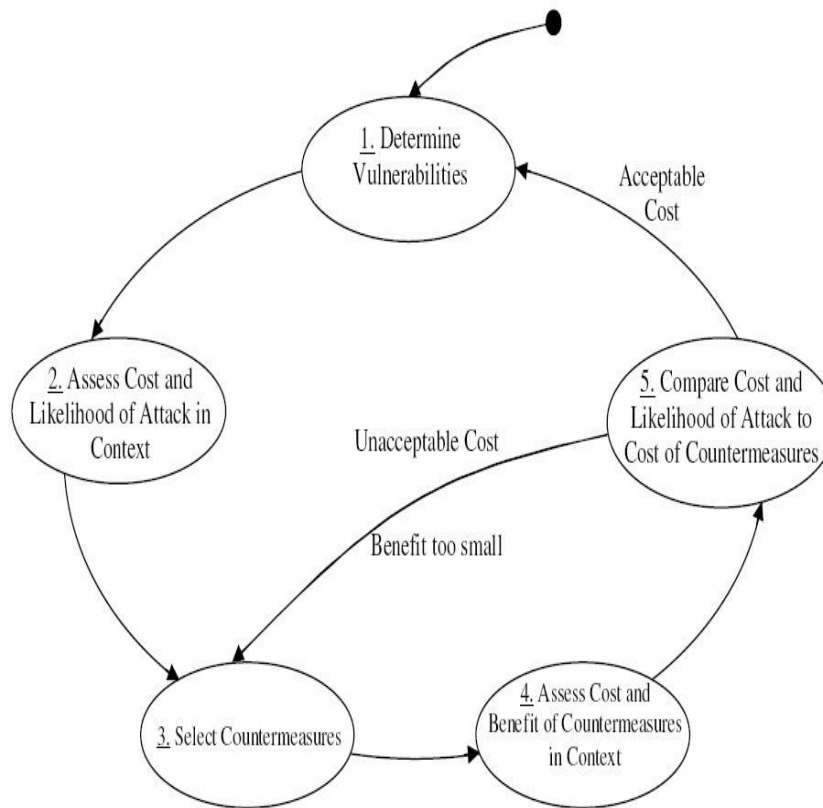 1. Determine
Vulnerabilities
Acceptable
Cost
2. Assess Cost and
Likelihood of Attack in
Context
5. Compare Cost and
Likelihood of Attack to
Cost of Countermeasures
Unacceptable Cost
Benefit too small
3. Select Countermeasures
4. Assess Cost and
Benefit of Countermeasures
in Context